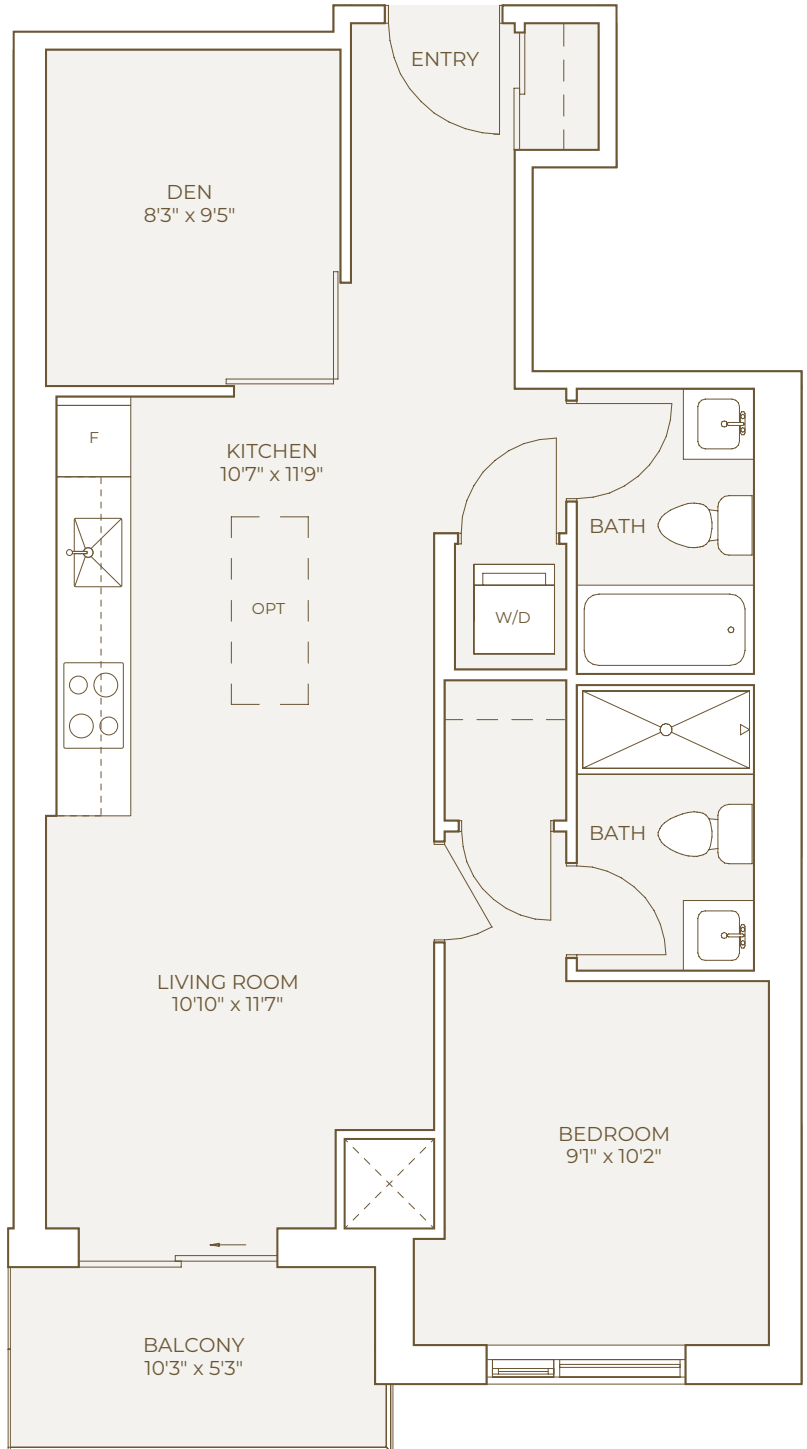 ENTRY
DEN
8'3" x 9'5"
F
KITCHEN
10'7" x 11'9"
BATH
OPT
W/D
BATH
LIVING ROOM
10'10" x 11'7"
BEDROOM
9'1" x 10'2"
BALCONY
10'3" x 5'3"